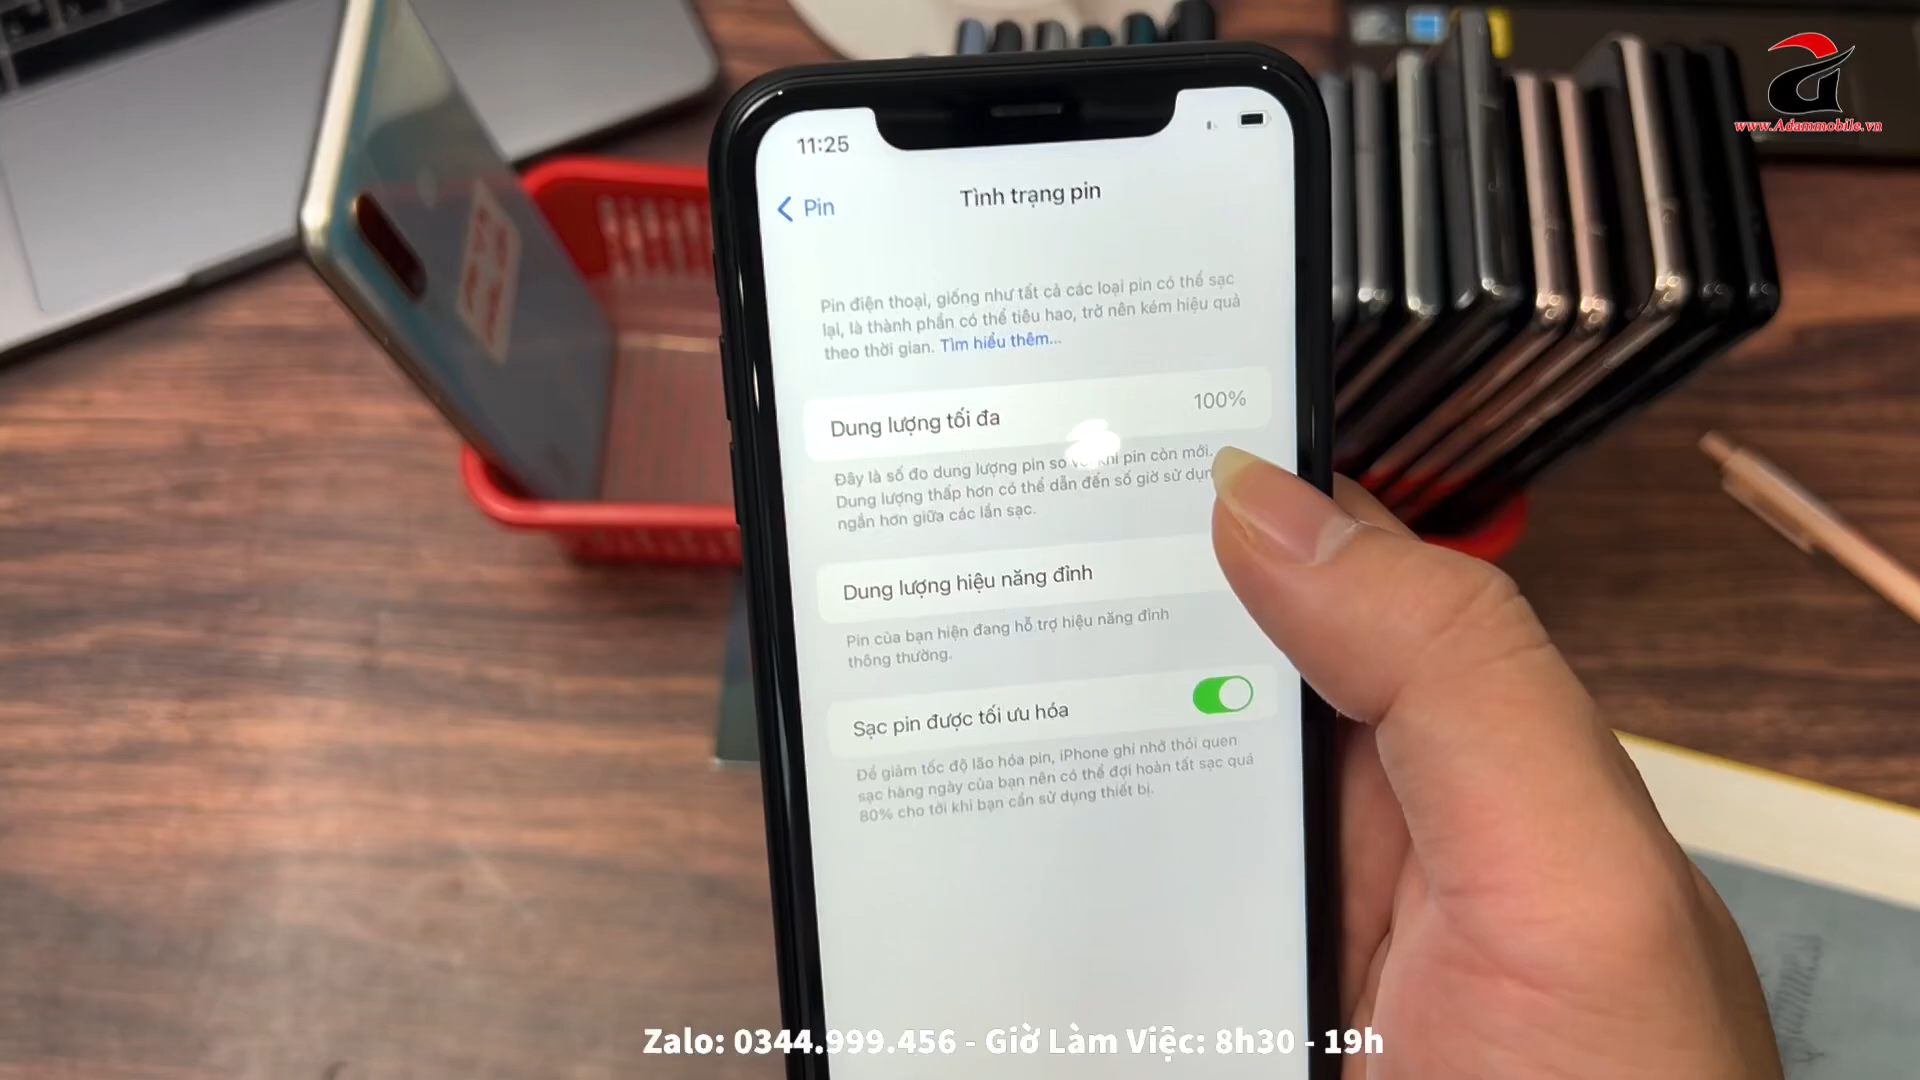 www.Adammobile.vn
11:25
Pin
Tình trạng pin
Pin điện thoại, giống như tất cả các loại pin có thể sạc
lại, là thành phần có thể tiêu hao, trở nên kém hiệu quả
theo thời gian. Tìm hiểu thêm...
Dung lượng tối đa 100%
Đây là số đo dung lượng pin so khi pin còn mới.
Dung lượng thấp hơn có thể dẫn đến số giờ sử
ngắn hơn giữa các lần sạc.
Dung lượng hiệu năng đỉnh
Pin của bạn hiện đang hỗ trợ hiệu năng đỉnh
thông thường.
Sạc pin được tối ưu hóa
Để giảm tốc độ lão hóa pin, iPhone ghi nhớ thói quen
sạc hàng ngày của bạn nên có thể đợi hoàn tất sạc quá
80% cho tới khi bạn cần sử dụng thiết bị.
Zalo: 0344.999.456 - Giờ Làm Việc: 8h30 - 19h